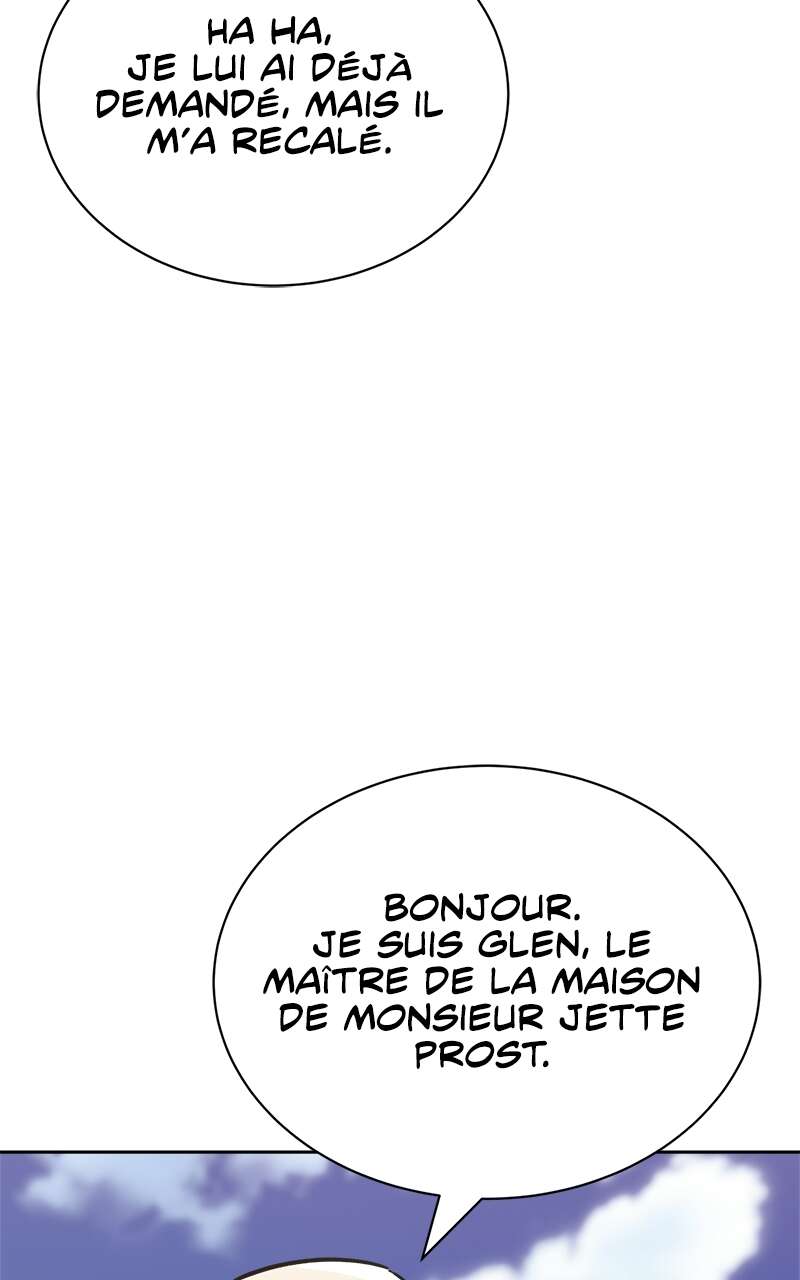 HA HA,
JE LUI AI DÉJÀ
DEMANDÉ, MAIS IL
M'A RECALÉ.
BONJOUR.
JE SUIS GLEN, LE
MAÎTRE DE LA MAISON
DE MONSIEUR JETTE
PROST.